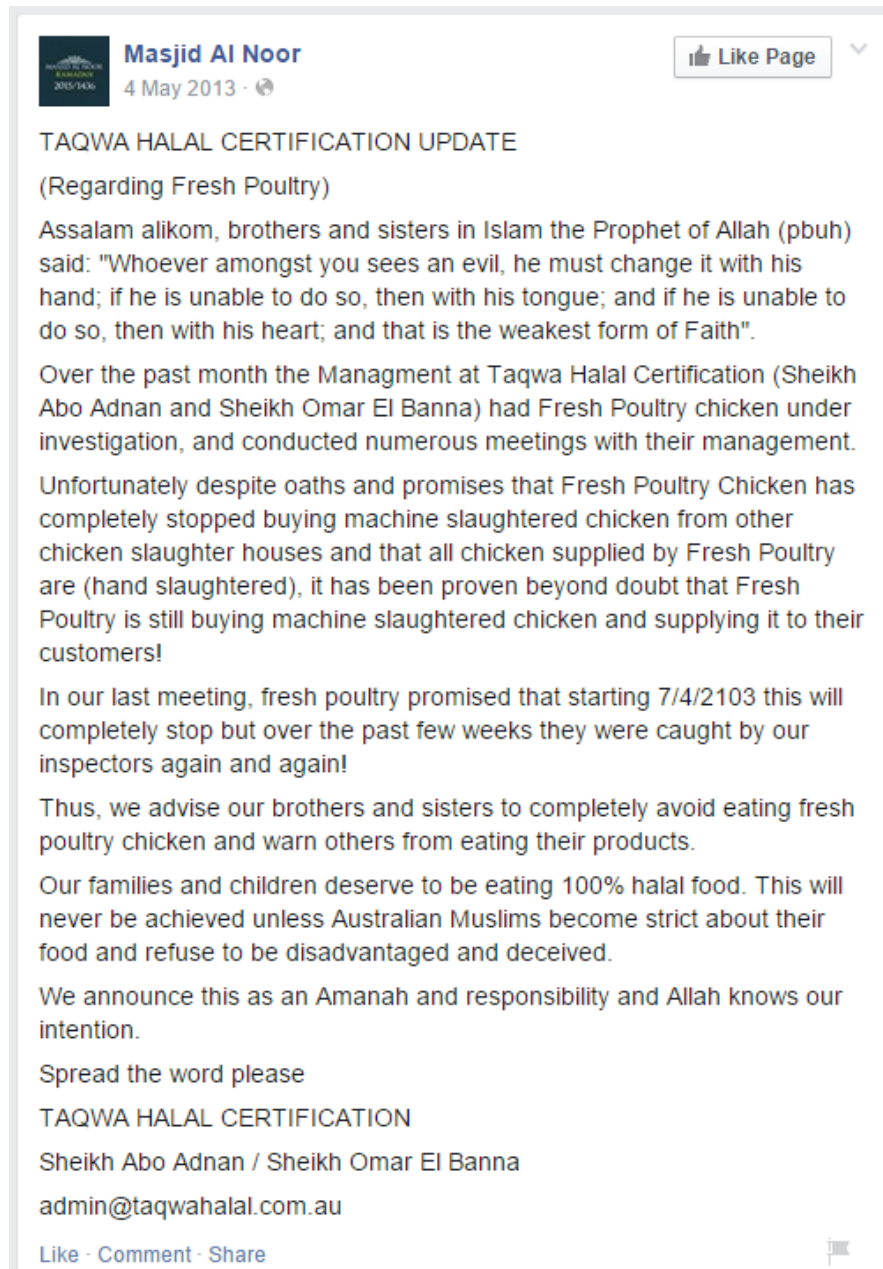 Masjid Al Noor
Like Page
4 May 2013 ·
MASJID AL NOOR
RAMADAN
2015/1436
TAQWA HALAL CERTIFICATION UPDATE
(Regarding Fresh Poultry)
Assalam alikom, brothers and sisters in Islam the Prophet of Allah (pbuh)
said: "Whoever amongst you sees an evil, he must change it with his
hand; if he is unable to do so, then with his tongue; and if he is unable to
do so, then with his heart; and that is the weakest form of Faith".
Over the past month the Managment at Taqwa Halal Certification (Sheikh
Abo Adnan and Sheikh Omar El Banna) had Fresh Poultry chicken under
investigation, and conducted numerous meetings with their management.
Unfortunately despite oaths and promises that Fresh Poultry Chicken has
completely stopped buying machine slaughtered chicken from other
chicken slaughter houses and that all chicken supplied by Fresh Poultry
are (hand slaughtered), it has been proven beyond doubt that Fresh
Poultry is still buying machine slaughtered chicken and supplying it to their
customers!
In our last meeting, fresh poultry promised that starting 7/4/2103 this will
completely stop but over the past few weeks they were caught by our
inspectors again and again!
Thus, we advise our brothers and sisters to completely avoid eating fresh
poultry chicken and warn others from eating their products.
Our families and children deserve to be eating 100% halal food. This will
never be achieved unless Australian Muslims become strict about their
food and refuse to be disadvantaged and deceived.
We announce this as an Amanah and responsibility and Allah knows our
intention.
Spread the word please
TAQWA HALAL CERTIFICATION
Sheikh Abo Adnan / Sheikh Omar El Banna
admin@taqwahalal.com.au
Like · Comment · Share